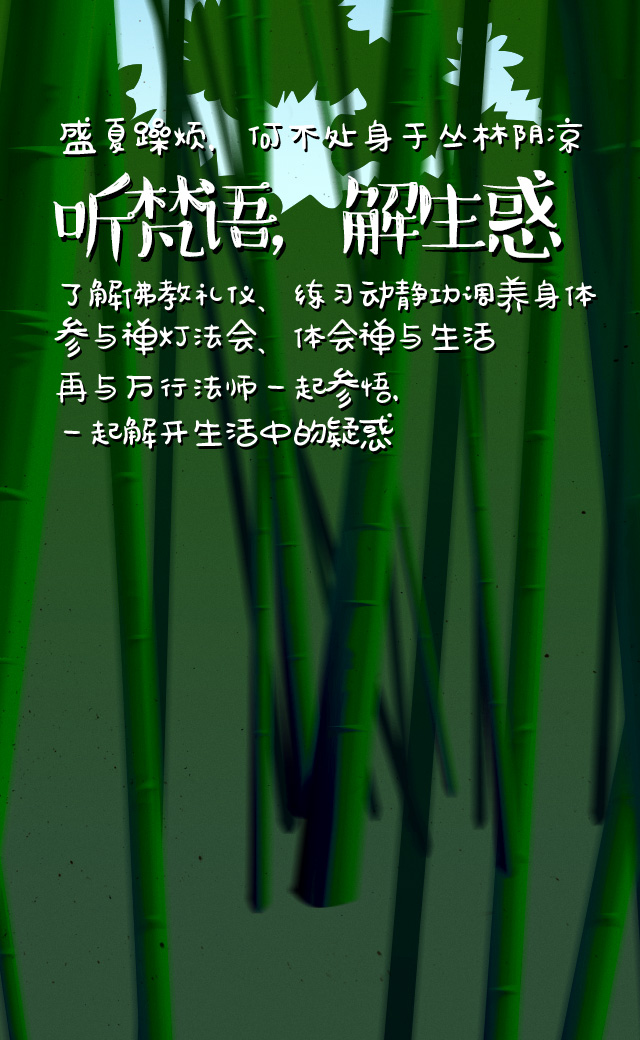 盛夏躁烦，何不处身于丛林阴凉
听梵语，解生惑
了解佛教礼仪、练习动静功调养身体
参与禅灯法会、体会禅与生活
再与万行法师一起参悟，
一起解开生活中的疑惑